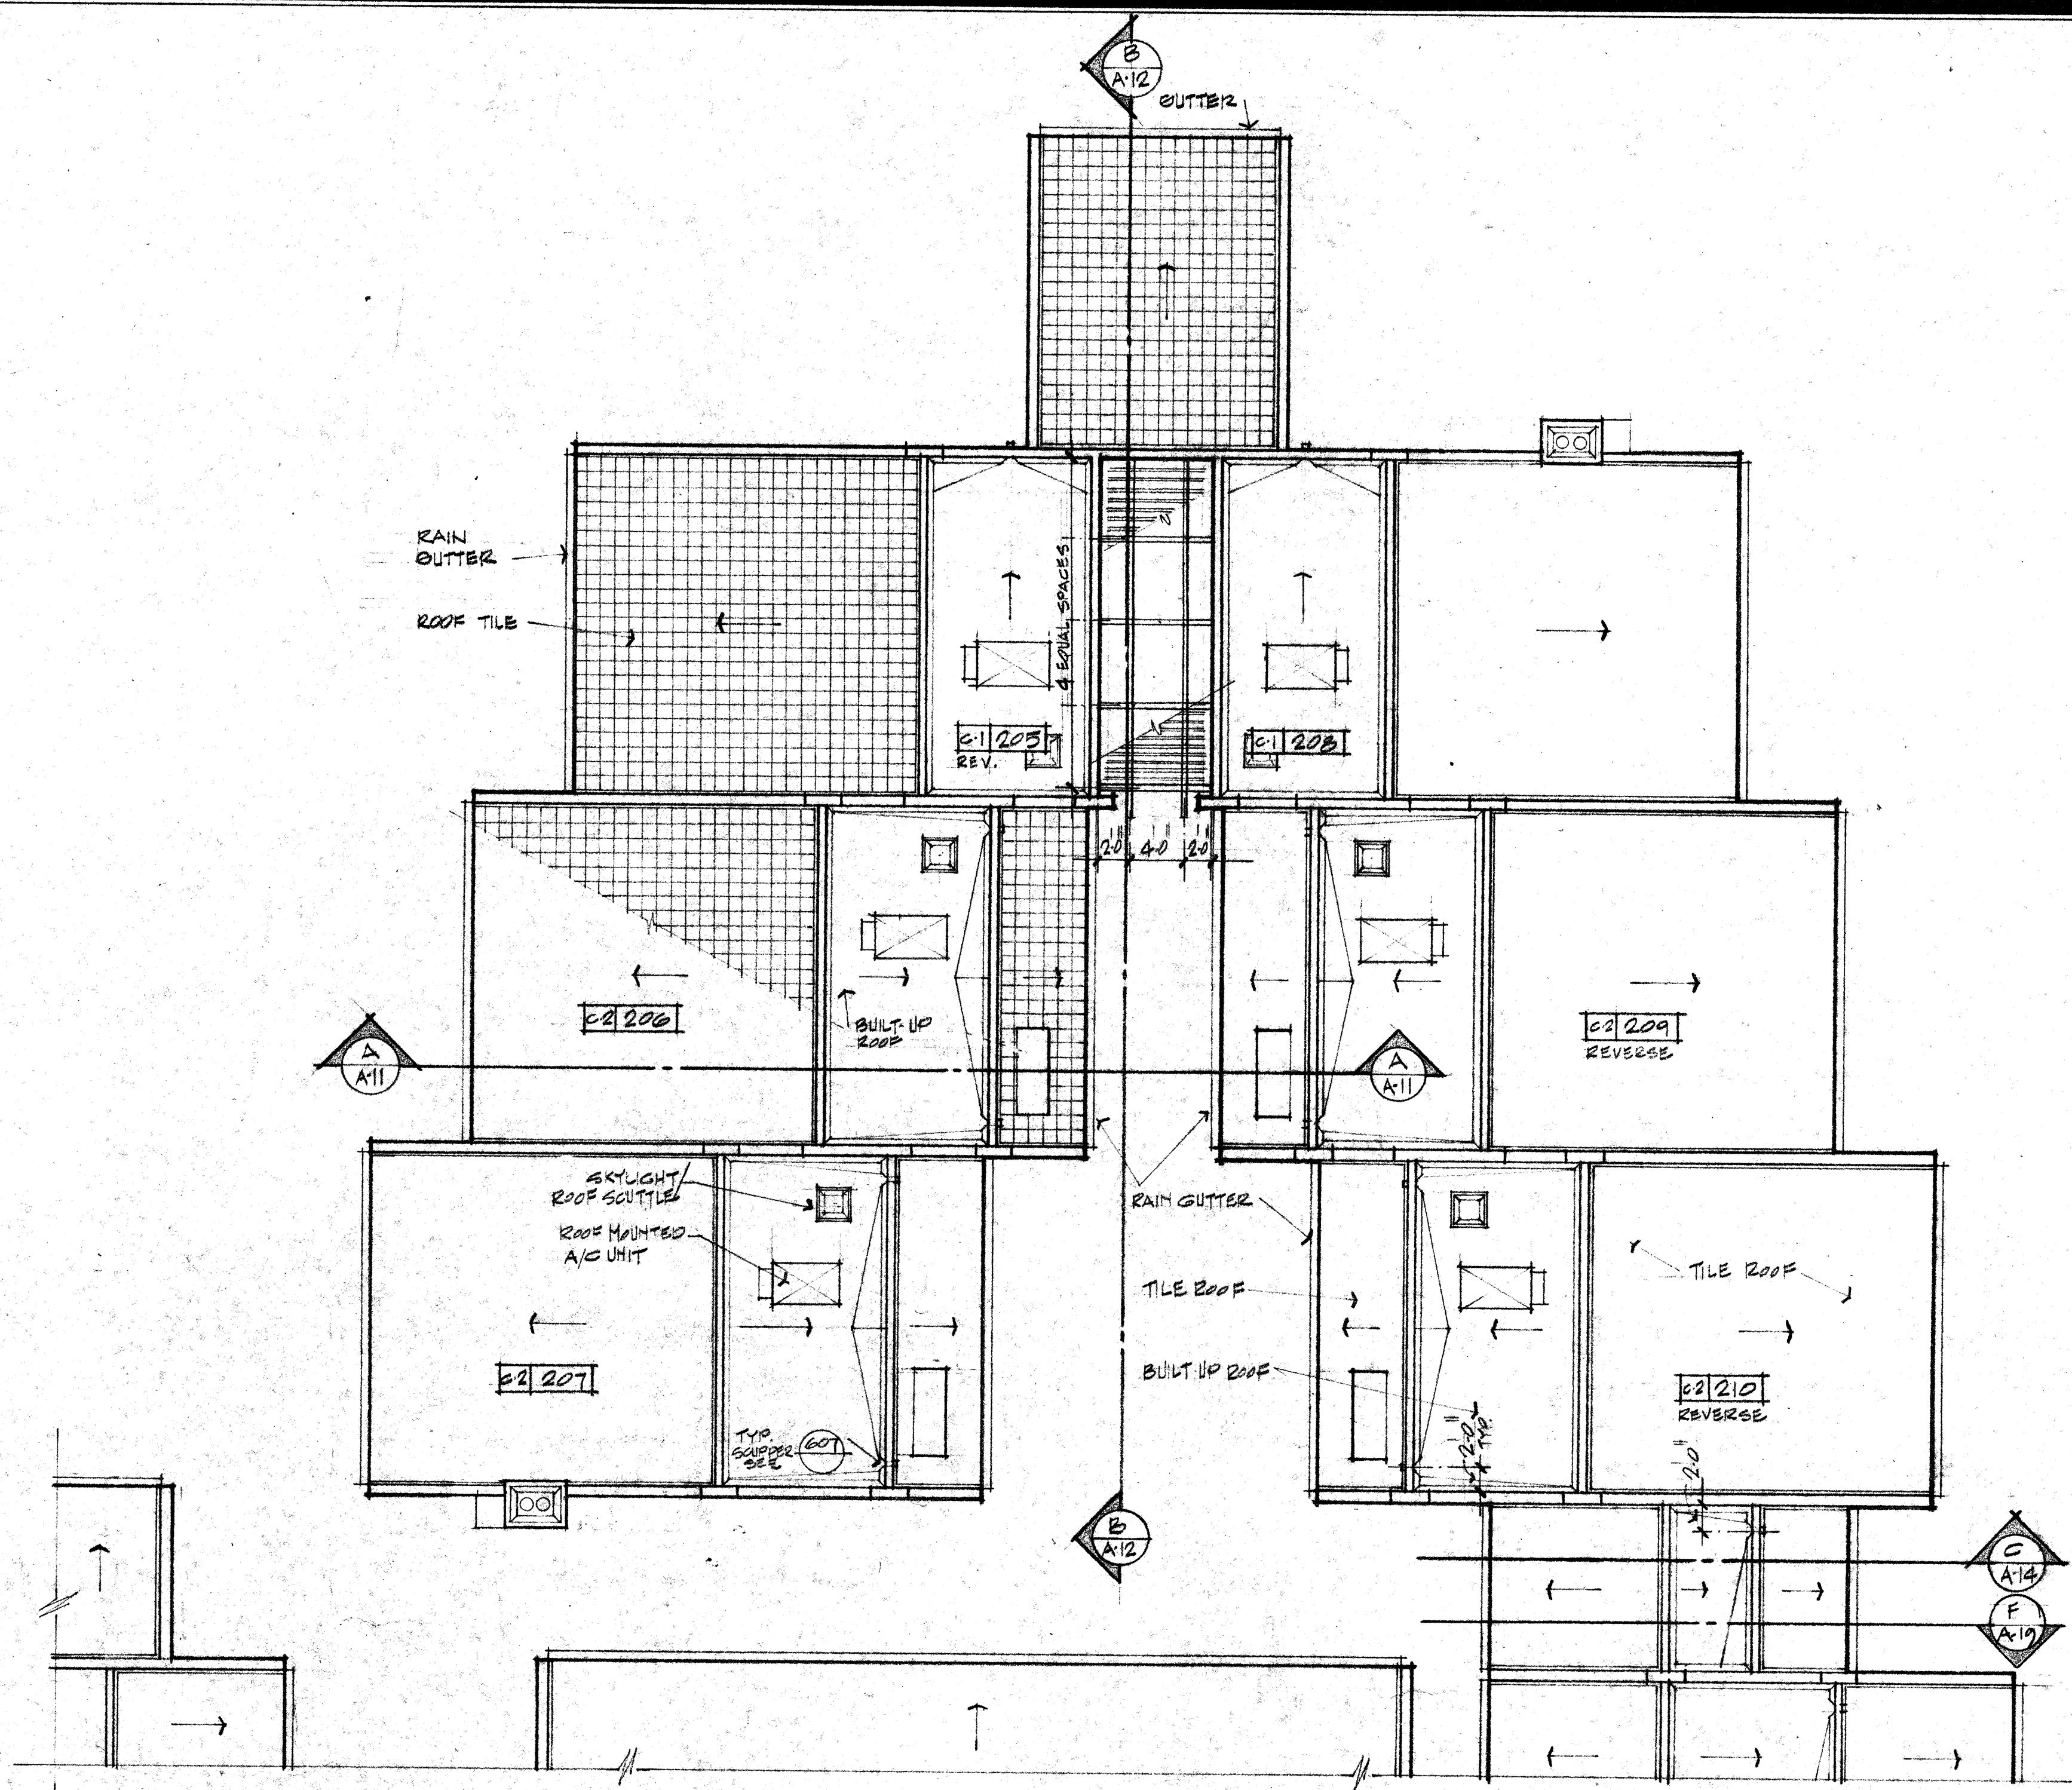 B
A·12
GUTTER
RAIN
GUTTER
ROOF TILE
4 EQUAL SPACES
C·1 205
REV.
C·1 208
2'-0" 4'-0" 2'-0"
C·2 206
BUILT-UP
ROOF
C·2 209
REVERSE
A
A·11
A
A·11
SKYLIGHT/
ROOF SCUTTLE
ROOF MOUNTED
A/C UNIT
RAIN GUTTER
TILE ROOF
TILE ROOF
C·2 207
BUILT UP ROOF
C·2 210
REVERSE
TYP.
SCUPPER
SEE
607
2'-0"
TYP.
2'-0"
B
A·12
C
A·14
F
A·19